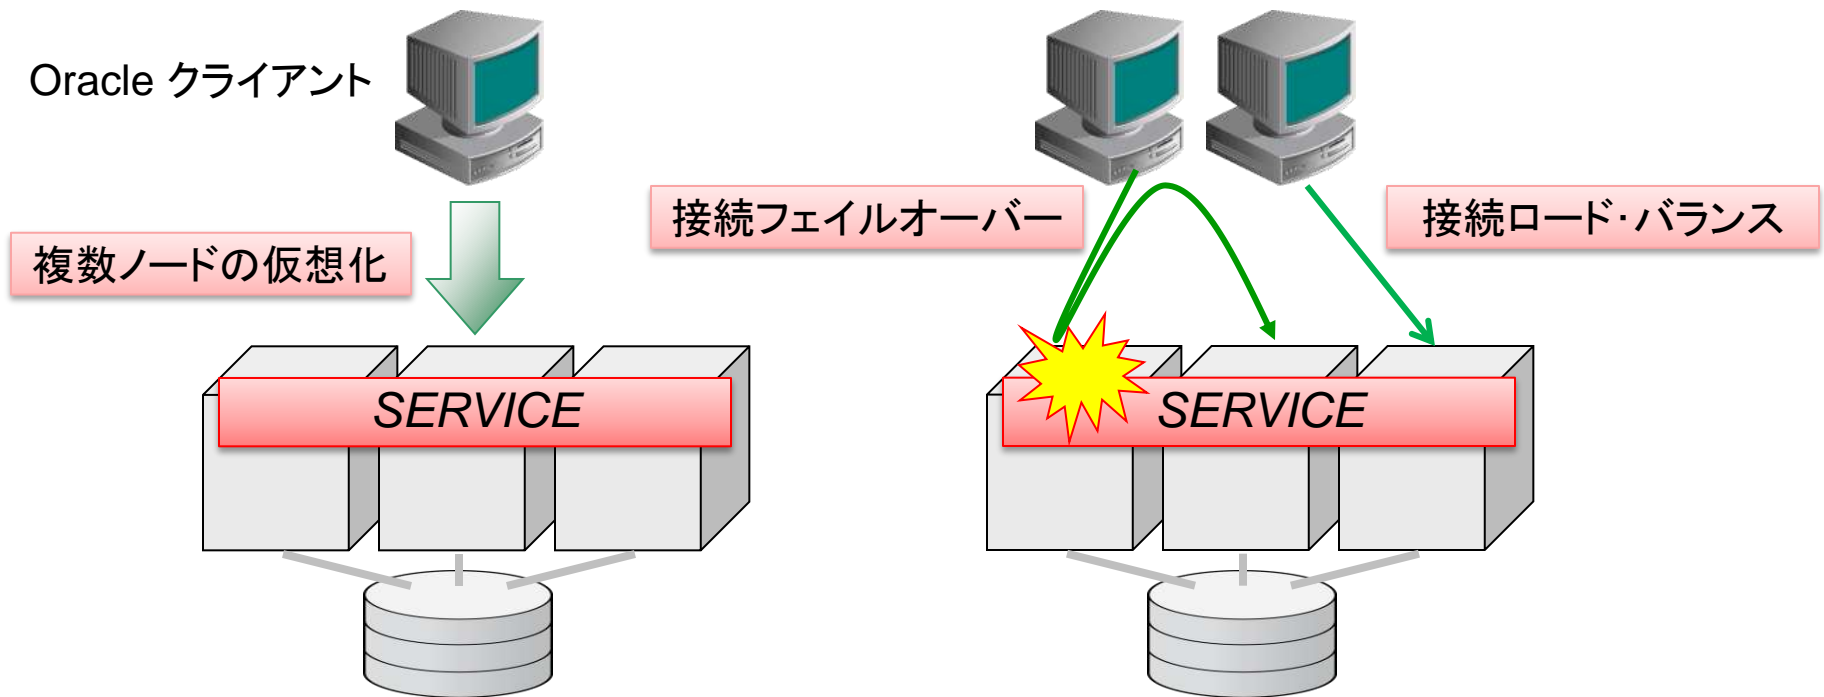 Oracle クライアント
複数ノードの仮想化
SERVICE
接続フェイルオーバー
接続ロード・バランス
SERVICE